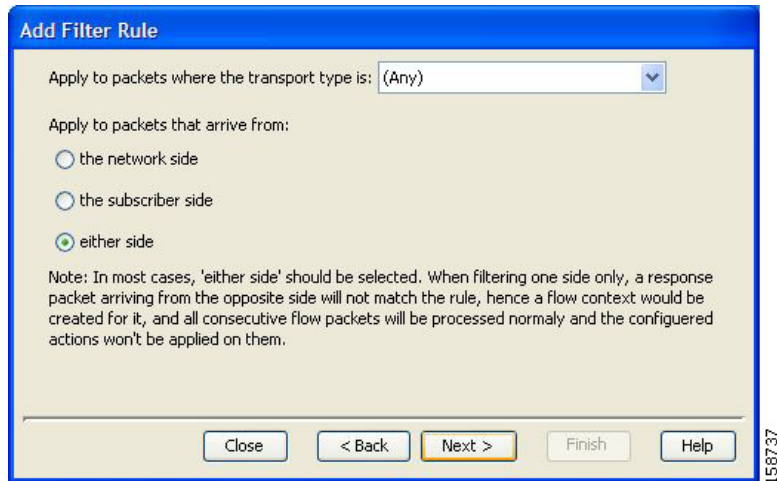 Add Filter Rule
Apply to packets where the transport type is: (Any)
Apply to packets that arrive from:
the network side
the subscriber side
either side
Note: In most cases, 'either side' should be selected. When filtering one side only, a response
packet arriving from the opposite side will not match the rule, hence a flow context would be
created for it, and all consecutive flow packets will be processed normaly and the configuered
actions won't be applied on them.
Close < Back Next > Finish Help
158737